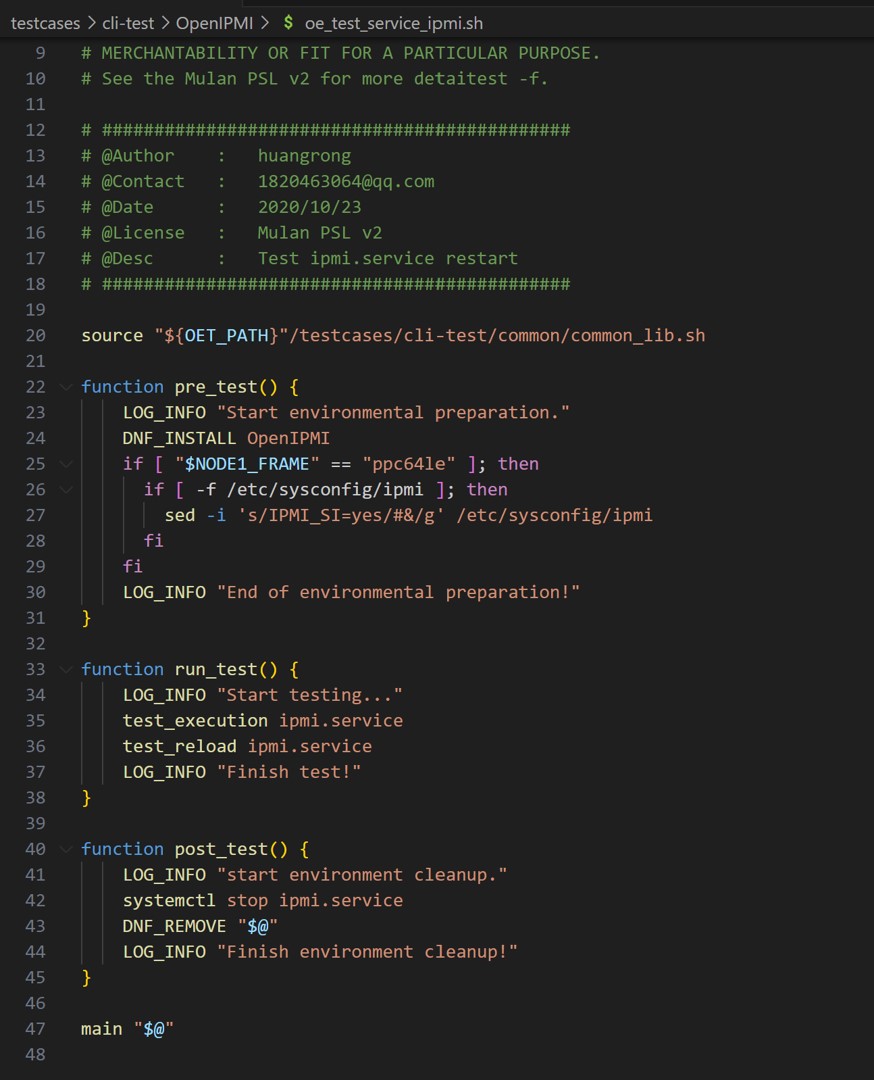 testcases > cli-test > OpenIPMI > $ oe_test_service_ipmi.sh
9 # MERCHANTABILITY OR FIT FOR A PARTICULAR PURPOSE.
10 # See the Mulan PSL v2 for more detaitest -f.
11
12 # #############################################
13 # @Author    :   huangrong
14 # @Contact   :   1820463064@qq.com
15 # @Date      :   2020/10/23
16 # @License   :   Mulan PSL v2
17 # @Desc      :   Test ipmi.service restart
18 # #############################################
19
20 source "${OET_PATH}"/testcases/cli-test/common/common_lib.sh
21
22 function pre_test() {
23     LOG_INFO "Start environmental preparation."
24     DNF_INSTALL OpenIPMI
25     if [ "$NODE1_FRAME" == "ppc64le" ]; then
26       if [ -f /etc/sysconfig/ipmi ]; then
27         sed -i 's/IPMI_SI=yes/#&/g' /etc/sysconfig/ipmi
28       fi
29     fi
30     LOG_INFO "End of environmental preparation!"
31 }
32
33 function run_test() {
34     LOG_INFO "Start testing..."
35     test_execution ipmi.service
36     test_reload ipmi.service
37     LOG_INFO "Finish test!"
38 }
39
40 function post_test() {
41     LOG_INFO "start environment cleanup."
42     systemctl stop ipmi.service
43     DNF_REMOVE "$@"
44     LOG_INFO "Finish environment cleanup!"
45 }
46
47 main "$@"
48